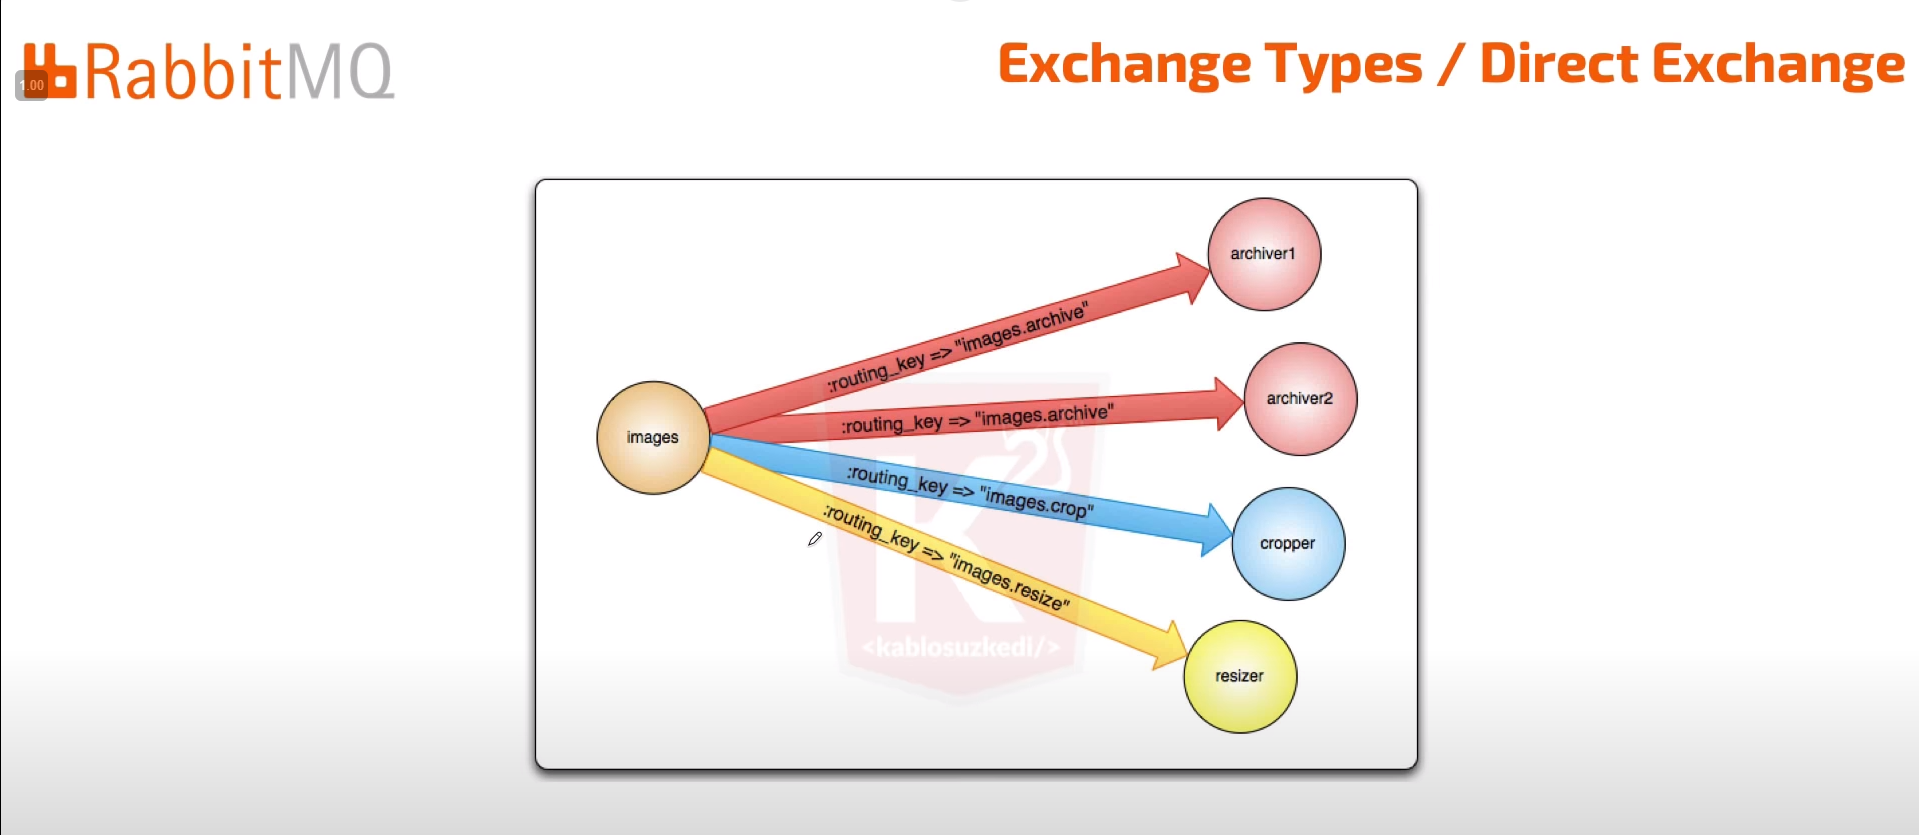 RabbitMQ
1.00
Exchange Types / Direct Exchange
archiver1
:routing_key => "images.archive"
archiver2
:routing_key => "images.archive"
images
:routing_key => "images.crop"
cropper
:routing_key => "images.resize"
resizer
K
<kablosuzkedi/>